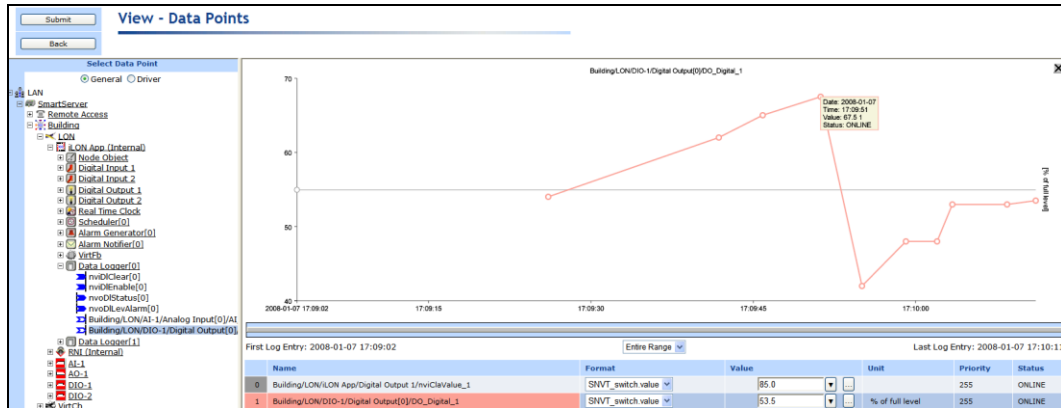 Submit
View - Data Points
Back
Select Data Point
General Driver
LAN
SmartServer
Remote Access
Building
LON
iLON App (Internal)
Node Object
Digital Input 1
Digital Input 2
Digital Output 1
Digital Output 2
Real Time Clock
Scheduler[0]
Alarm Generator[0]
Alarm Notifier[0]
VirtFb
Data Logger[0]
nviDlClear[0]
nviDlEnable[0]
nvoDlStatus[0]
nvoDlLevAlarm[0]
Building/LON/AI-1/Analog Input[0]/AI
Building/LON/DIO-1/Digital Output[0]/
Data Logger[1]
RNI (Internal)
AI-1
AO-1
DIO-1
DIO-2
VirtCh
Building/LON/DIO-1/Digital Output[0]/DO_Digital_1
X
70
60
50
40
Date: 2008-01-07
Time: 17:09:51
Value: 67.5 1
Status: ONLINE
[% of full level]
2008-01-07 17:09:02 17:09:15 17:09:30 17:09:45 17:10:00
First Log Entry: 2008-01-07 17:09:02 Entire Range Last Log Entry: 2008-01-07 17:10:11
Name Format Value Unit Priority Status
0 Building/LON/iLON App/Digital Output 1/nviClaValue_1 SNVT_switch.value 85.0 ... 255 ONLINE
1 Building/LON/DIO-1/Digital Output[0]/DO_Digital_1 SNVT_switch.value 53.5 ... % of full level 255 ONLINE